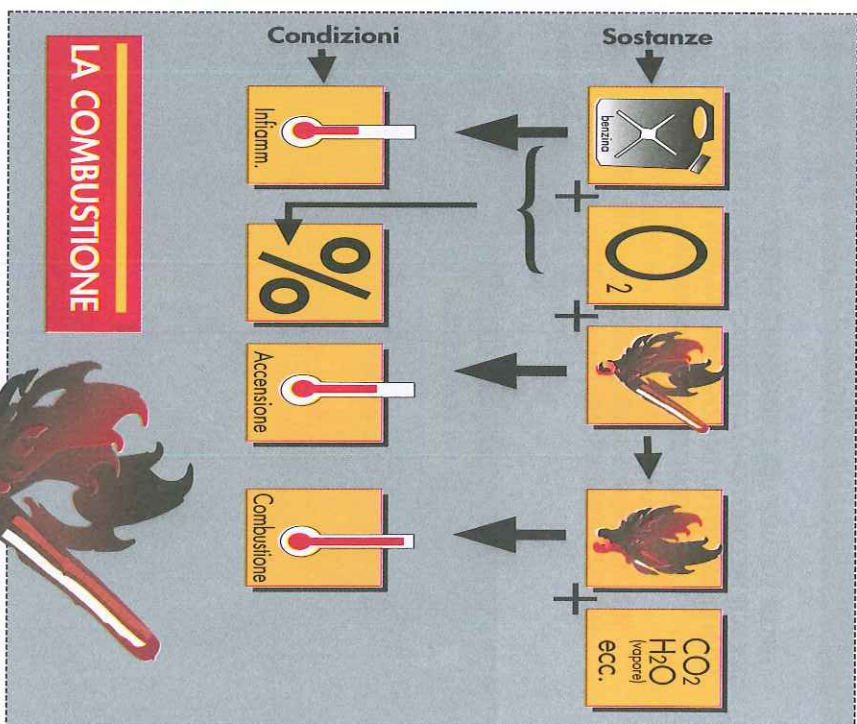 LA COMBUSTIONE
Condizioni
Sostanze
Infiamm.
%
Accensione
Combustione
benzina
+
O2
+
+
CO2
H2O
(vapore)
ecc.